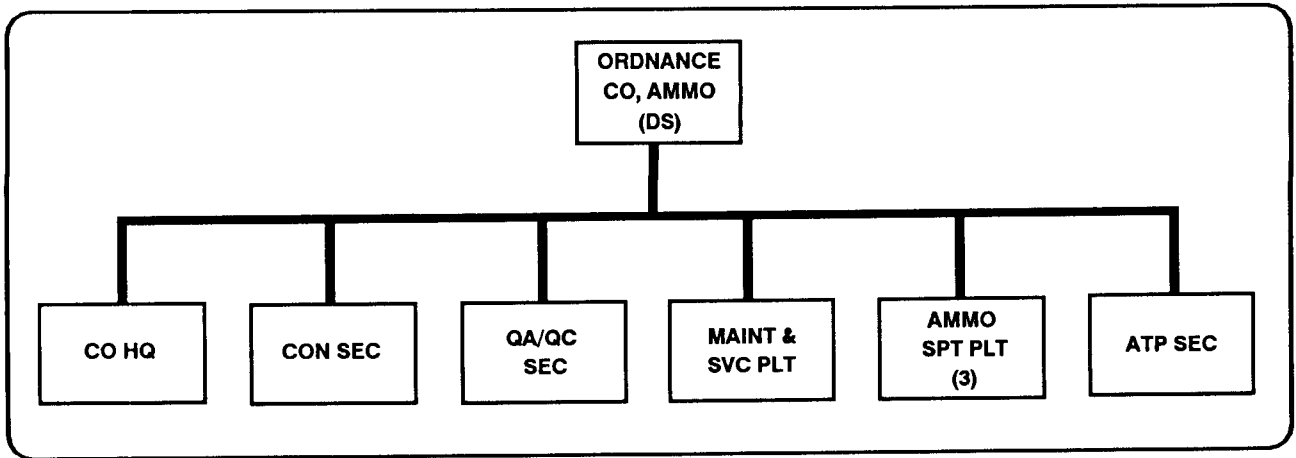 ORDNANCE
CO, AMMO
(DS)
CO HQ
CON SEC
QA/QC
SEC
MAINT &
SVC PLT
AMMO
SPT PLT
(3)
ATP SEC